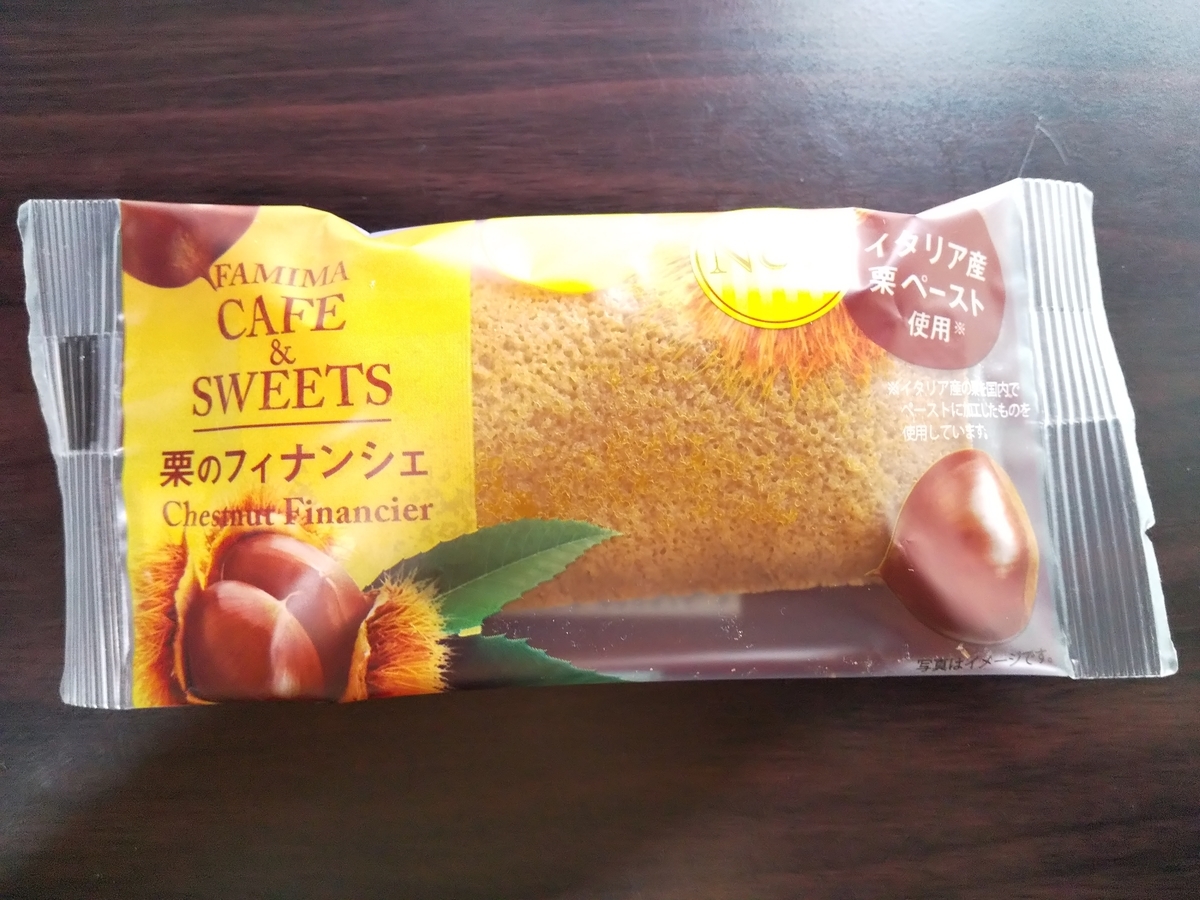 FAMIMA
CAFE
&
SWEETS
栗のフィナンシェ
Chestnut Financier
イタリア産
栗ペースト
使用※
※イタリア産の栗を国内で
ペーストに加工したものを
使用しています。
写真はイメージです。